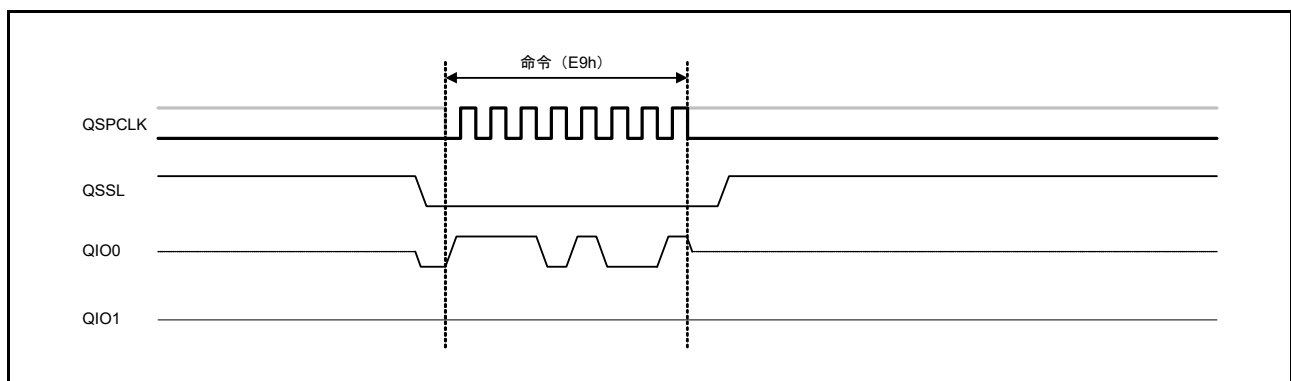 命令（E9h）
QSPCLK
QSSL
QIO0
QIO1